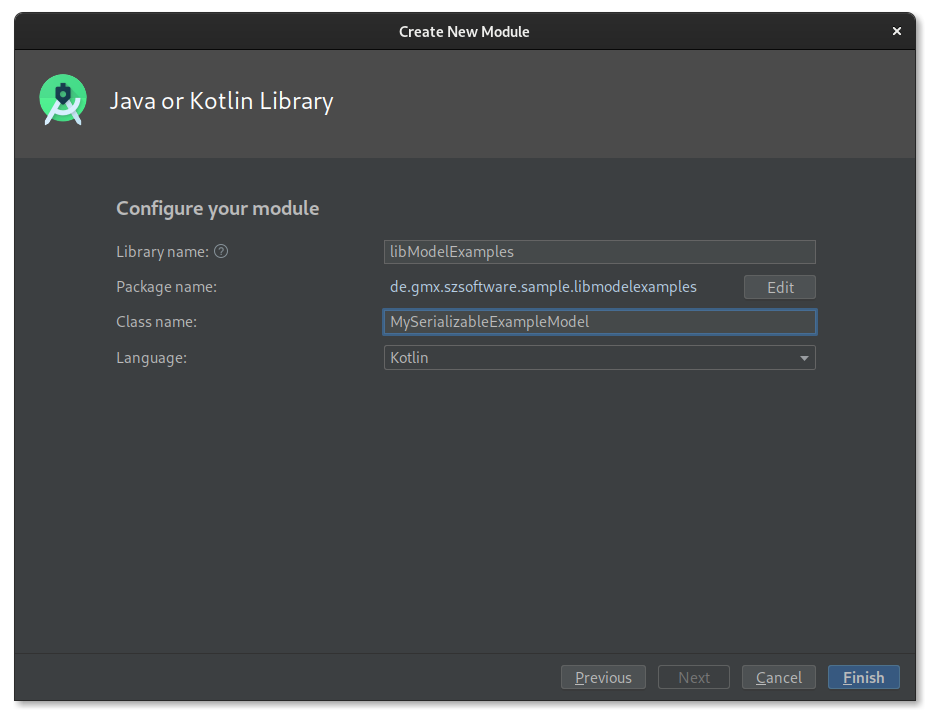 Create New Module
Java or Kotlin Library
Configure your module
Library name: ?
libModelExamples
Package name:
de.gmx.szsoftware.sample.libmodelexamples
Edit
Class name:
MySerializableExampleModel
Language:
Kotlin
Previous
Next
Cancel
Finish